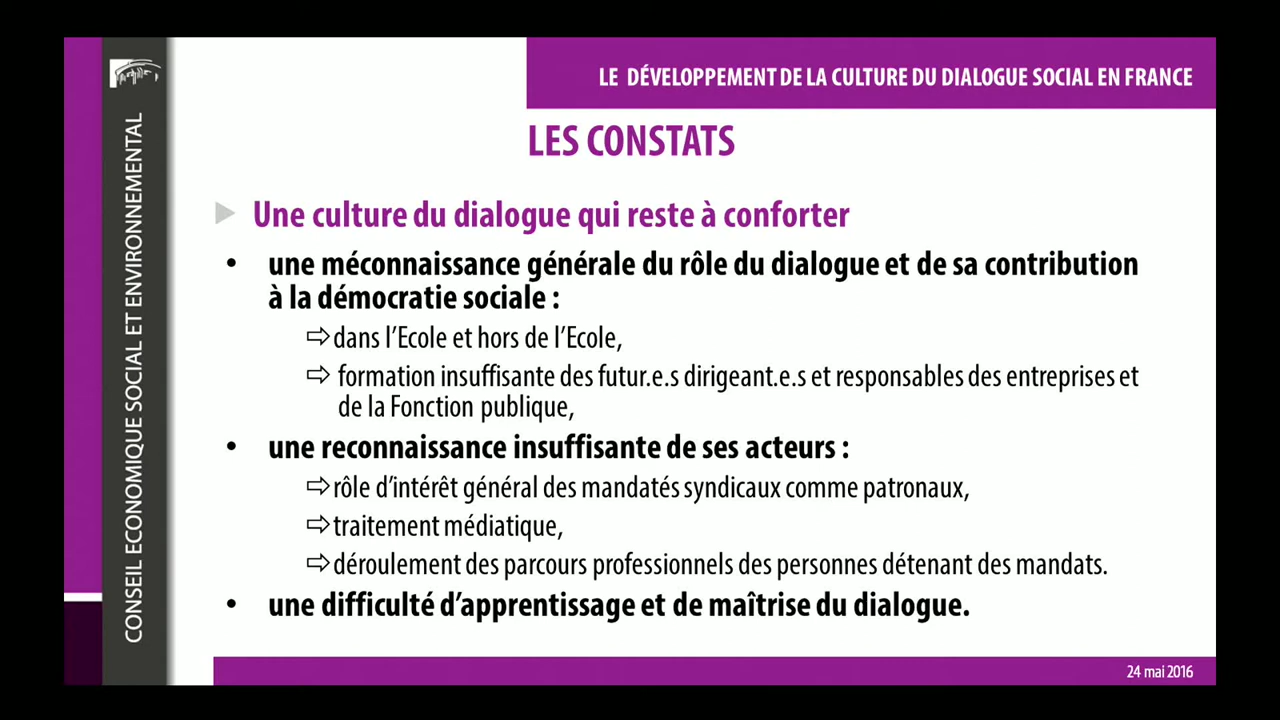 LE DÉVELOPPEMENT DE LA CULTURE DU DIALOGUE SOCIAL EN FRANCE
LES CONSTATS
CONSEIL ECONOMIQUE SOCIAL ET ENVIRONNEMENTAL
Une culture du dialogue qui reste à conforter
• une méconnaissance générale du rôle du dialogue et de sa contribution
à la démocratie sociale :
⇨ dans l'Ecole et hors de l'Ecole,
⇨ formation insuffisante des futur.e.s dirigeant.e.s et responsables des entreprises et
de la Fonction publique,
• une reconnaissance insuffisante de ses acteurs :
⇨ rôle d'intérêt général des mandatés syndicaux comme patronaux,
⇨ traitement médiatique,
⇨ déroulement des parcours professionnels des personnes détenant des mandats.
• une difficulté d'apprentissage et de maîtrise du dialogue.
24 mai 2016